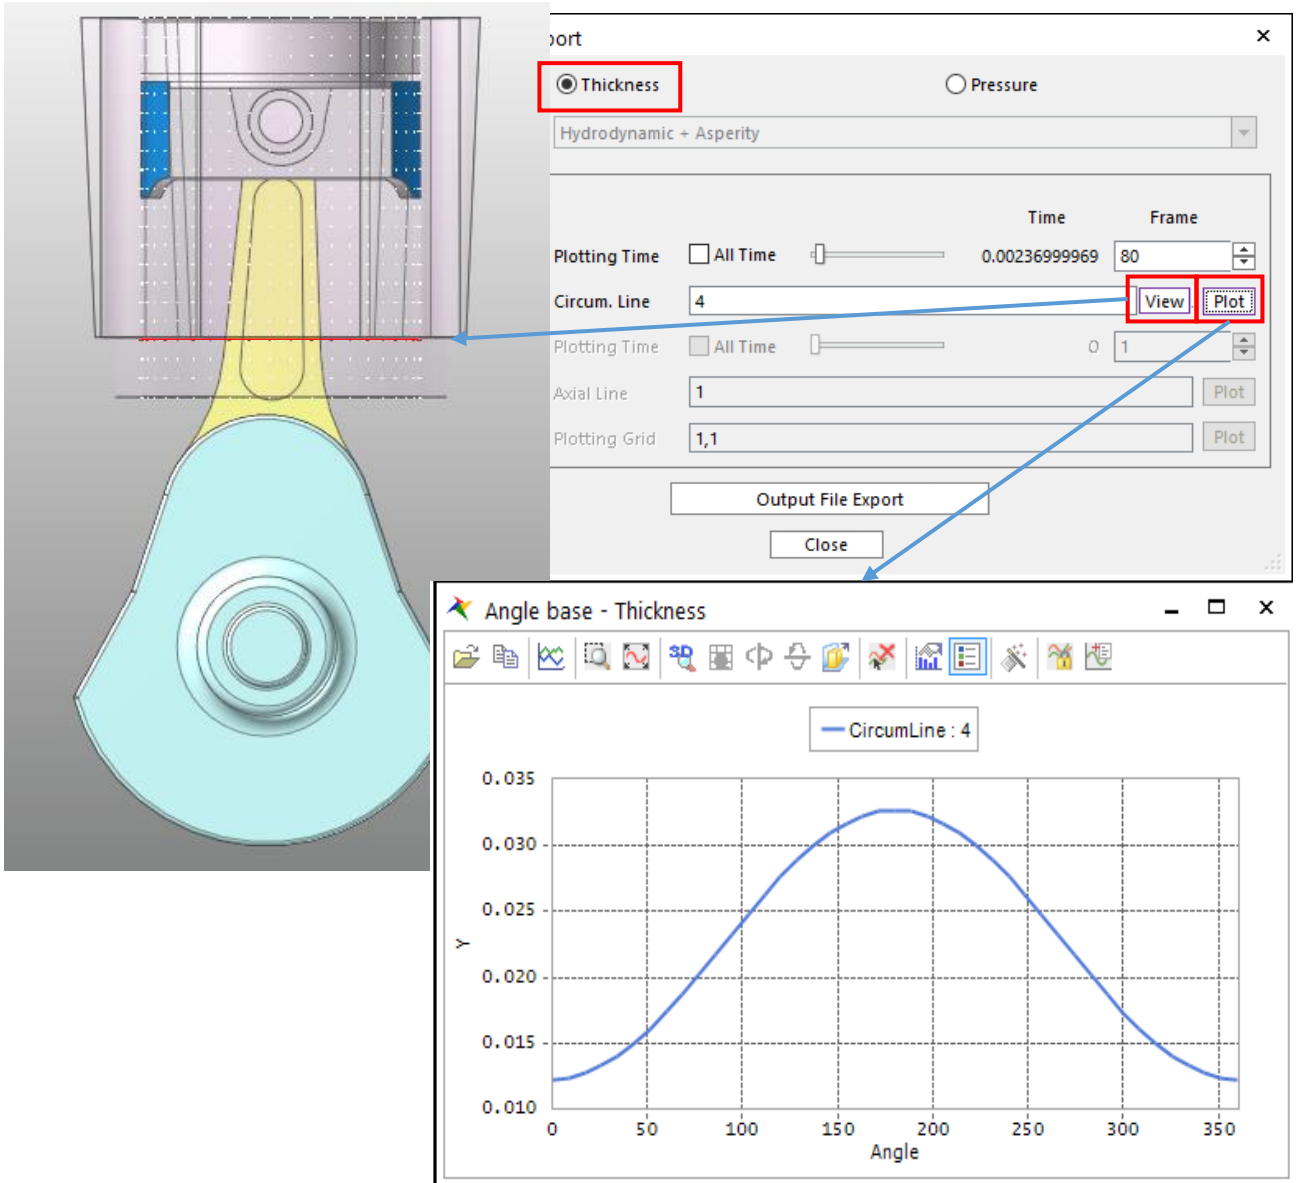 port
Thickness
Pressure
Hydrodynamic + Asperity
Time Frame
Plotting Time All Time 0.00236999969 80
Circum. Line 4 View Plot
Plotting Time All Time 0 1
Axial Line 1 Plot
Plotting Grid 1,1 Plot
Output File Export
Close
Angle base - Thickness
3D
CircumLine : 4
0.035
0.030
0.025
0.020
0.015
0.010
Y
0 50 100 150 200 250 300 350
Angle